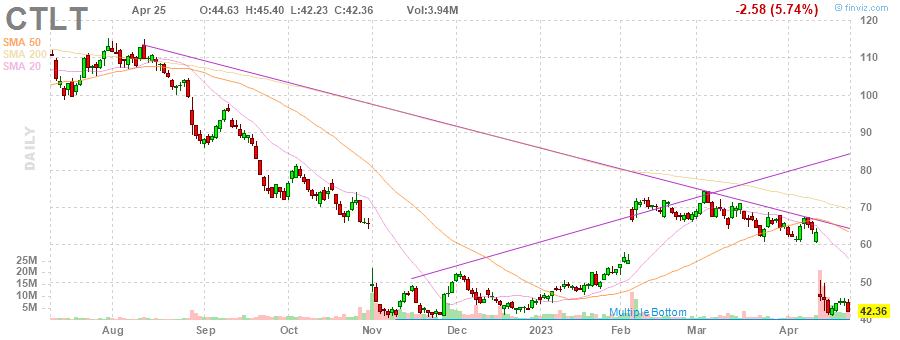 CTLT Apr 25 O:44.63 H:45.40 L:42.23 C:42.36 Vol:3.94M -2.58 (5.74%) finviz.com
SMA 50
SMA 200
SMA 20
DAILY
120
110
100
90
80
70
60
50
40
42.36
25M
20M
15M
10M
5M
Multiple Bottom
Aug Sep Oct Nov Dec 2023 Feb Mar Apr